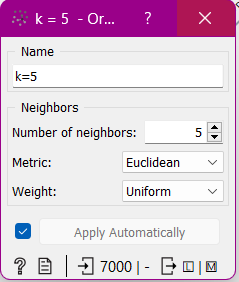 k = 5 - Or... ?
Name
k=5
Neighbors
Number of neighbors: 5
Metric: Euclidean
Weight: Uniform
Apply Automatically
? 7000 | - L | M